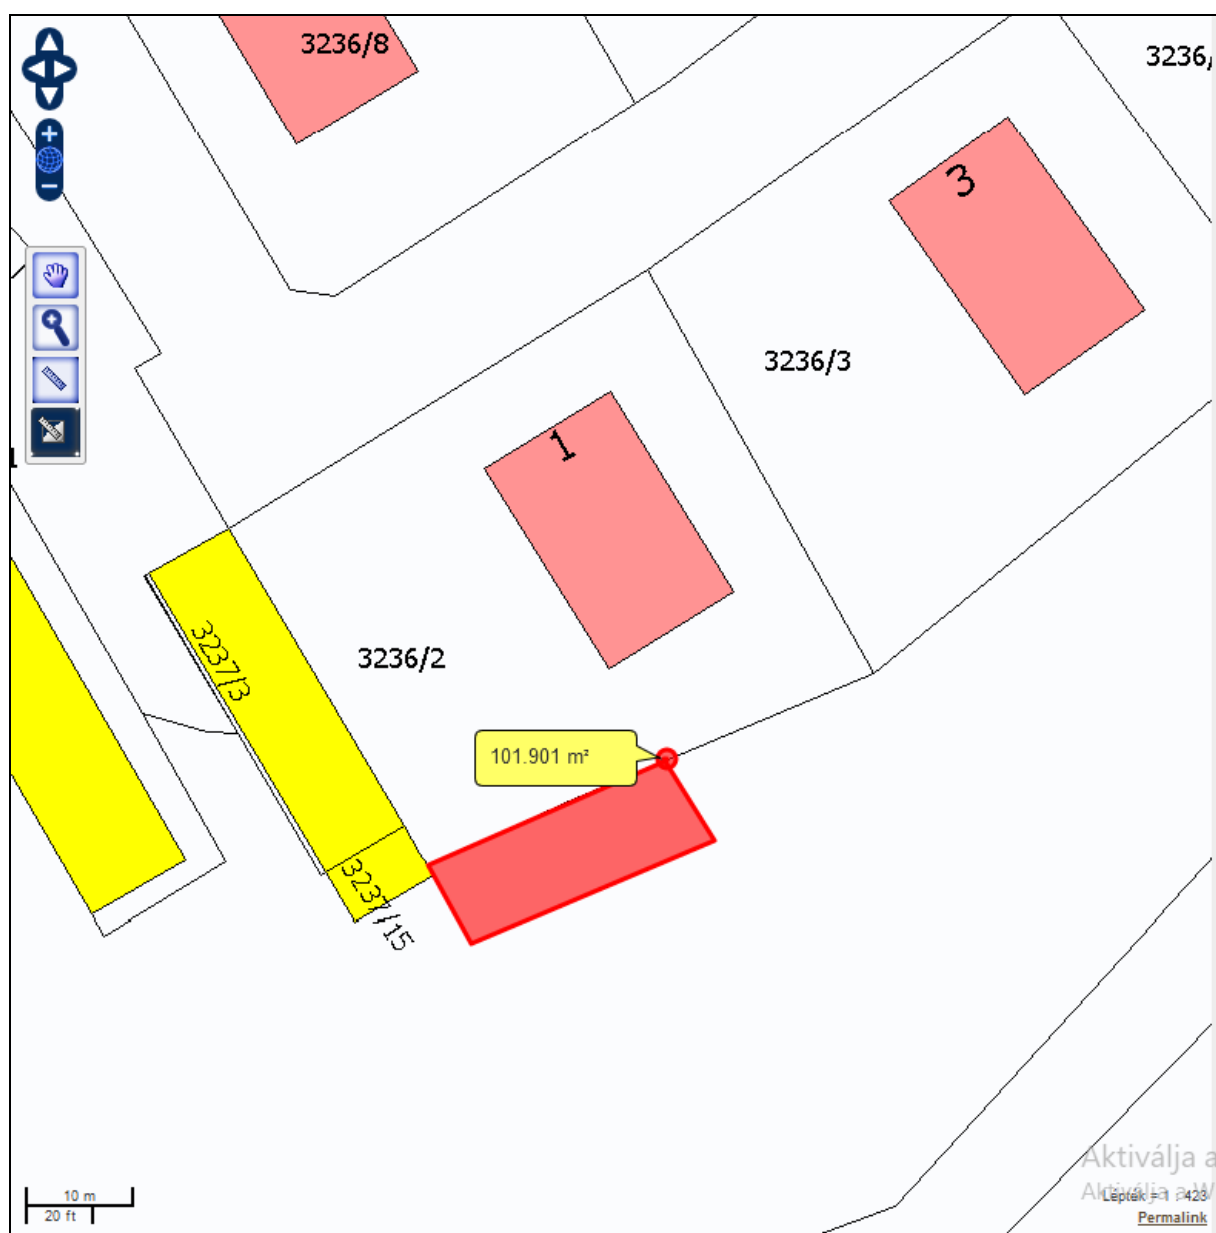 3236/8
3236/
3
3236/3
1
1
3237/3
3236/2
101.901 m²
3237/15
10 m
20 ft
Aktiválja a
Lépték = 1 : 423
Permalink